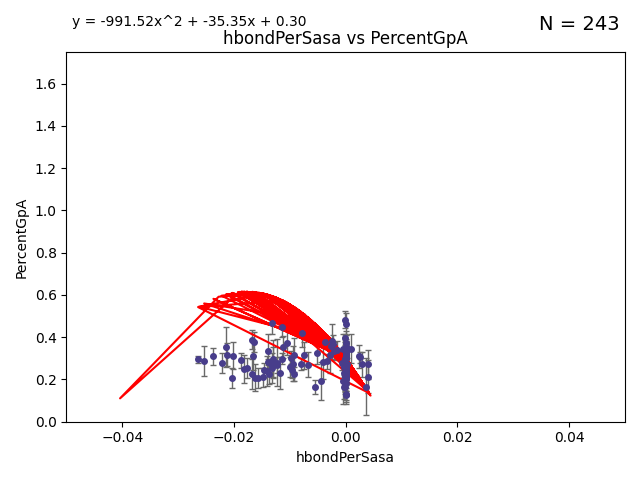 y = -991.52x^2 + -35.35x + 0.30
N = 243
hbondPerSasa vs PercentGpA
PercentGpA
1.6
1.4
1.2
1.0
0.8
0.6
0.4
0.2
0.0
−0.04 −0.02 0.00 0.02 0.04
hbondPerSasa